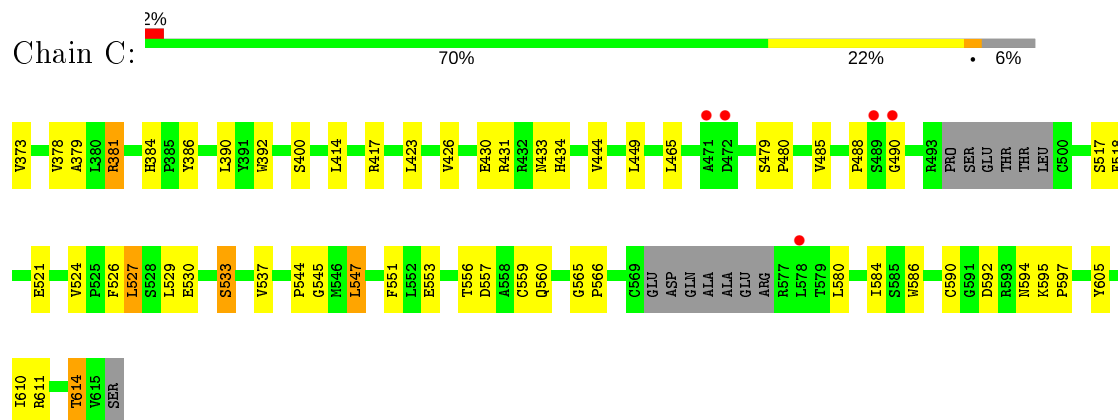 2%
Chain C:
70% 22% • 6%
V373 V378 A379 L380 R381 H384 P385 Y386 L390 Y391 W392 S400 L414 R417 L423 V426 E430 R431 R432 N433 H434 V444 L449 L465 A471 D472 S479 P480 V485 P488 S489 G490 R493 PRO SER GLU THR THR LEU C500 S517
E521 V524 P525 F526 L527 S528 L529 E530 S533 V537 P544 G545 M546 L547 F551 L552 E553 T556 D557 A558 C559 Q560 G565 P566 C569 GLU ASP GLN ALA ALA GLU ARG R577 L578 T579 L580 I584 S585 W586 C590 G591 D592 R593 N594 K595 P597 Y605
I610 R611 T614 V615 SER